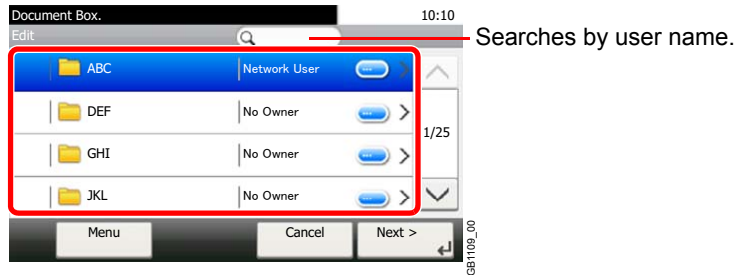 Document Box. 10:10
Edit
Searches by user name.
ABC Network User
DEF No Owner
1/25
GHI No Owner
JKL No Owner
Menu Cancel Next >
GB1109_00